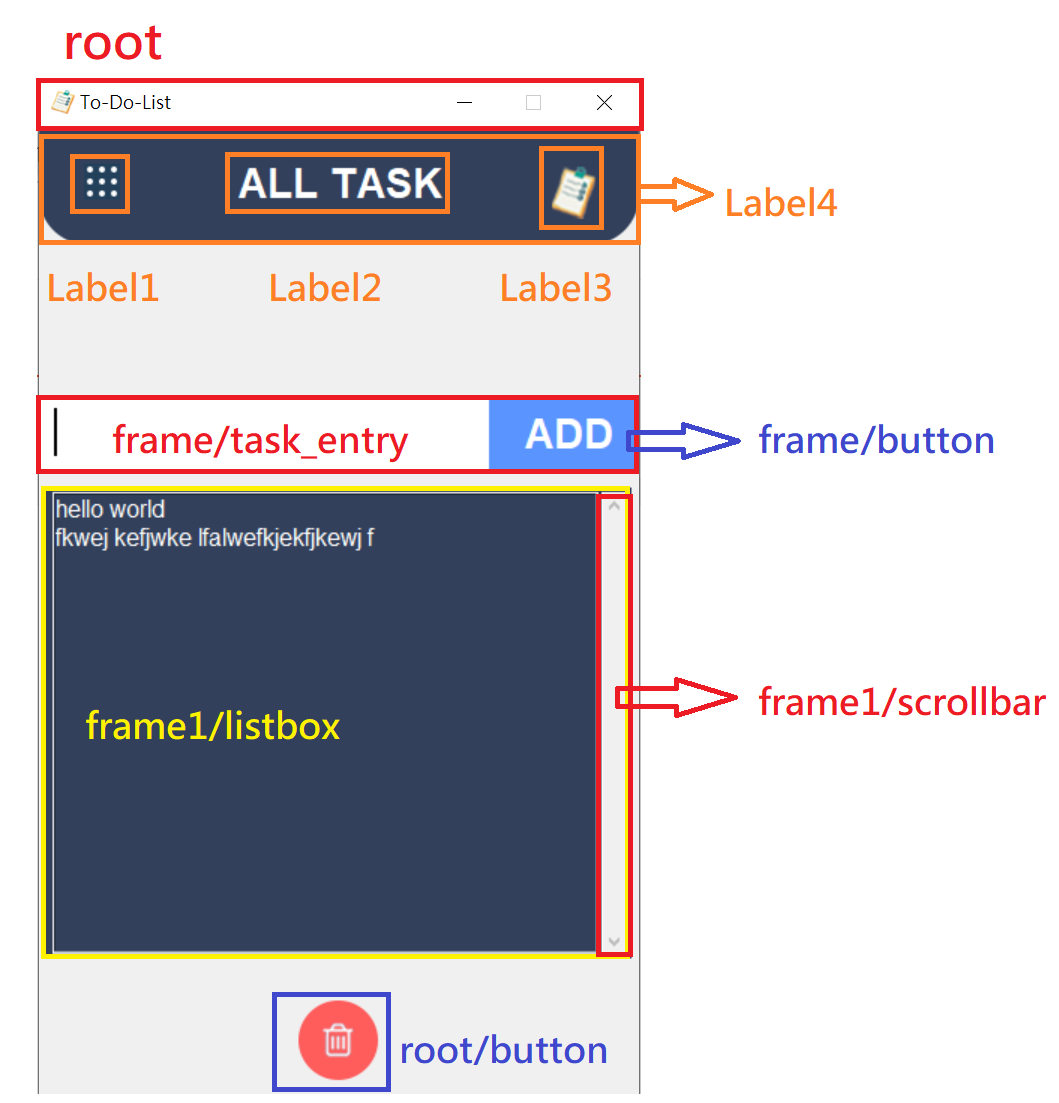 root
To-Do-List
ALL TASK
Label4
Label1 Label2 Label3
frame/task_entry ADD frame/button
hello world
fkwej kefjwke lfalwefkjekfjkewj f
frame1/scrollbar
frame1/listbox
root/button